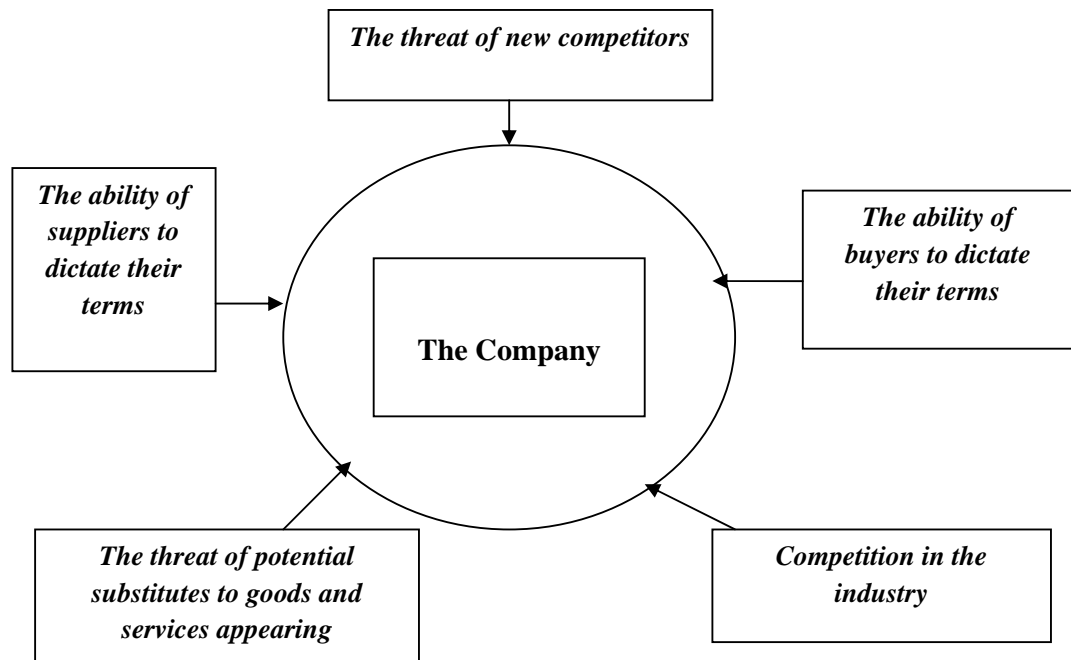 The threat of new competitors
The ability of
suppliers to
dictate their
terms
The ability of
buyers to dictate
their terms
The Company
The threat of potential
substitutes to goods and
services appearing
Competition in the
industry